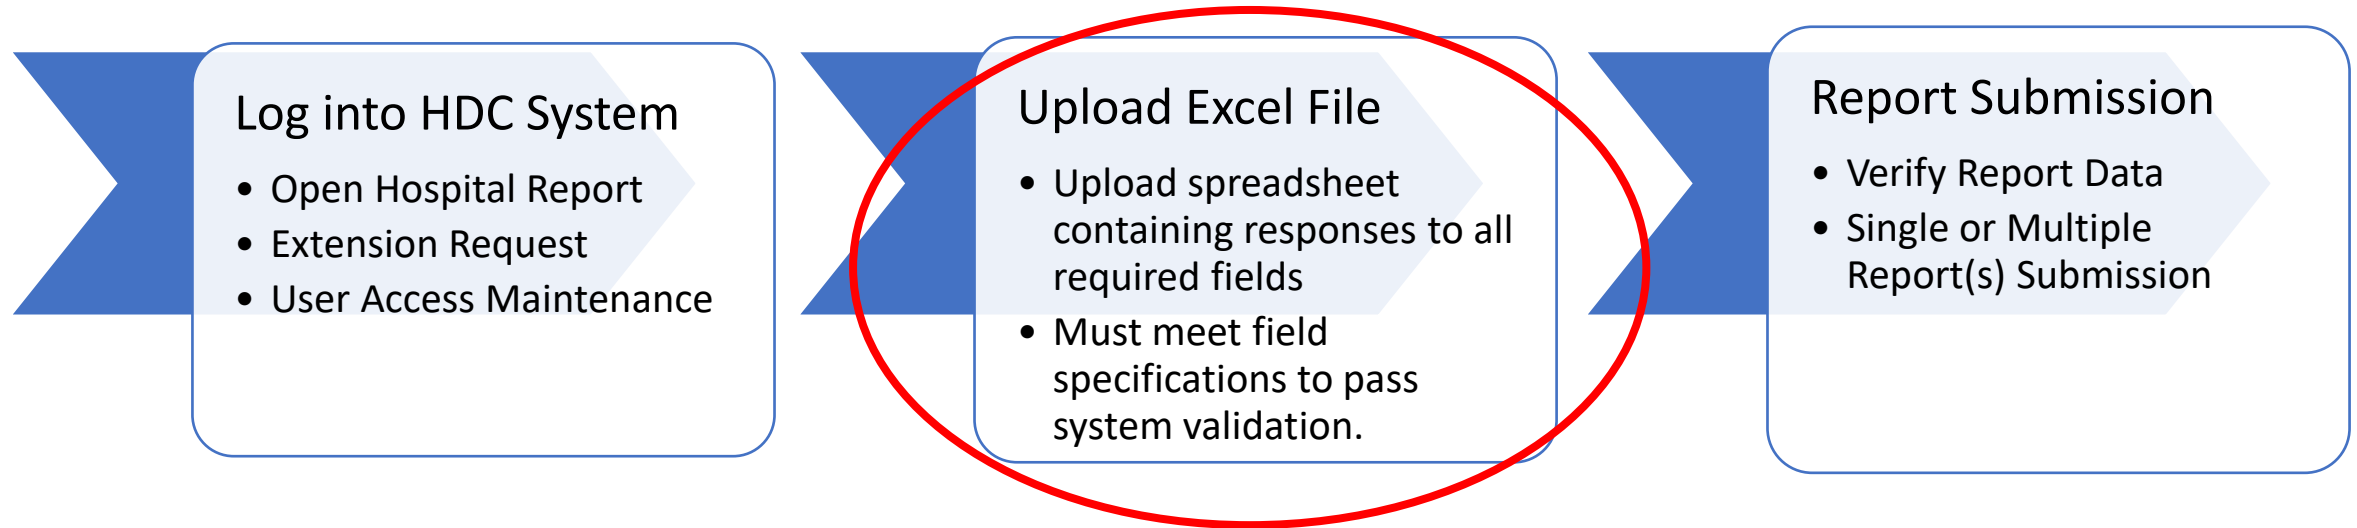 Log into HDC System
• Open Hospital Report
• Extension Request
• User Access Maintenance
Upload Excel File
• Upload spreadsheet
containing responses to all
required fields
• Must meet field
specifications to pass
system validation.
Report Submission
• Verify Report Data
• Single or Multiple
Report(s) Submission